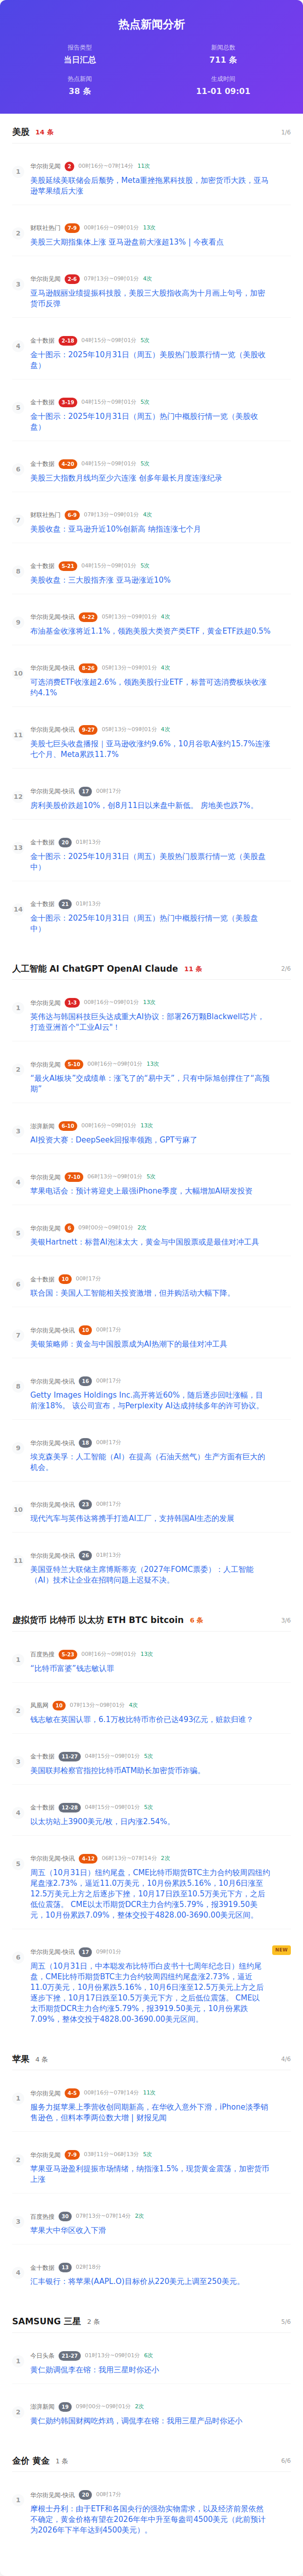 热点新闻分析
报告类型
当日汇总
新闻总数
711 条
热点新闻
38 条
生成时间
11-01 09:01
美股 14 条 1/6
1
华尔街见闻 2 00时16分~07时14分 11次
美股延续美联储会后颓势，Meta重挫拖累科技股，加密货币大跌，亚马
逊苹果绩后大涨
2
财联社热门 7-9 00时16分~09时01分 13次
美股三大期指集体上涨 亚马逊盘前大涨超13% | 今夜看点
3
华尔街见闻 2-6 07时13分~09时01分 4次
亚马逊靓丽业绩提振科技股，美股三大股指收高为十月画上句号，加密
货币反弹
4
金十数据 2-18 04时15分~09时01分 5次
金十图示：2025年10月31日（周五）美股热门股票行情一览（美股收
盘）
5
金十数据 3-19 04时15分~09时01分 5次
金十图示：2025年10月31日（周五）热门中概股行情一览（美股收
盘）
6
金十数据 4-20 04时15分~09时01分 5次
美股三大指数月线均至少六连涨 创多年最长月度连涨纪录
7
财联社热门 6-9 07时13分~09时01分 4次
美股收盘：亚马逊升近10%创新高 纳指连涨七个月
8
金十数据 5-21 04时15分~09时01分 5次
美股收盘：三大股指齐涨 亚马逊涨近10%
9
华尔街见闻-快讯 4-22 05时13分~09时01分 4次
布油基金收涨将近1.1%，领跑美股大类资产类ETF，黄金ETF跌超0.5%
10
华尔街见闻-快讯 8-26 05时13分~09时01分 4次
可选消费ETF收涨超2.6%，领跑美股行业ETF，标普可选消费板块收涨
约4.1%
11
华尔街见闻-快讯 9-27 05时13分~09时01分 4次
美股七巨头收盘播报｜亚马逊收涨约9.6%，10月谷歌A涨约15.7%连涨
七个月、Meta累跌11.7%
12
华尔街见闻-快讯 17 00时17分
房利美股价跌超10%，创8月11日以来盘中新低。 房地美也跌7%。
13
金十数据 20 01时13分
金十图示：2025年10月31日（周五）美股热门股票行情一览（美股盘
中）
14
金十数据 21 01时13分
金十图示：2025年10月31日（周五）热门中概股行情一览（美股盘
中）
人工智能 AI ChatGPT OpenAI Claude 11 条 2/6
1
华尔街见闻 1-3 00时16分~09时01分 13次
英伟达与韩国科技巨头达成重大AI协议：部署26万颗Blackwell芯片，
打造亚洲首个"工业AI云"！
2
华尔街见闻 5-10 00时16分~09时01分 13次
“最火AI板块”交成绩单：涨飞了的“易中天”，只有中际旭创撑住了“高预
期”
3
澎湃新闻 6-10 00时16分~09时01分 13次
AI投资大赛：DeepSeek回报率领跑，GPT亏麻了
4
华尔街见闻 7-10 06时13分~09时01分 5次
苹果电话会：预计将迎史上最强iPhone季度，大幅增加AI研发投资
5
华尔街见闻 6 09时00分~09时01分 2次
美银Hartnett：标普AI泡沫太大，黄金与中国股票或是最佳对冲工具
6
金十数据 10 00时17分
联合国：美国人工智能相关投资激增，但并购活动大幅下降。
7
华尔街见闻-快讯 10 00时17分
美银策略师：黄金与中国股票成为AI热潮下的最佳对冲工具
8
华尔街见闻-快讯 16 00时17分
Getty Images Holdings Inc.高开将近60%，随后逐步回吐涨幅，目
前涨18%。 该公司宣布，与Perplexity AI达成持续多年的许可协议。
9
华尔街见闻-快讯 18 00时17分
埃克森美孚：人工智能（AI）在提高（石油天然气）生产方面有巨大的
机会。
10
华尔街见闻-快讯 23 00时17分
现代汽车与英伟达将携手打造AI工厂，支持韩国AI生态的发展
11
华尔街见闻-快讯 26 01时13分
美国亚特兰大联储主席博斯蒂克（2027年FOMC票委）：人工智能
（AI）技术让企业在招聘问题上迟疑不决。
虚拟货币 比特币 以太坊 ETH BTC bitcoin 6 条 3/6
1
百度热搜 5-23 00时16分~09时01分 13次
“比特币富婆”钱志敏认罪
2
凤凰网 10 07时13分~09时01分 4次
钱志敏在英国认罪，6.1万枚比特币市价已达493亿元，赃款归谁？
3
金十数据 11-27 04时15分~09时01分 5次
美国联邦检察官指控比特币ATM助长加密货币诈骗。
4
金十数据 12-28 04时15分~09时01分 5次
以太坊站上3900美元/枚，日内涨2.54%。
5
华尔街见闻-快讯 4-12 06时13分~07时14分 2次
周五（10月31日）纽约尾盘，CME比特币期货BTC主力合约较周四纽约
尾盘涨2.73%，逼近11.0万美元，10月份累跌5.16%，10月6日涨至
12.5万美元上方之后逐步下挫，10月17日跌至10.5万美元下方，之后
低位震荡。 CME以太币期货DCR主力合约涨5.79%，报3919.50美
元，10月份累跌7.09%，整体交投于4828.00-3690.00美元区间。
6
华尔街见闻-快讯 17 09时01分
NEW
周五（10月31日，中本聪发布比特币白皮书十七周年纪念日）纽约尾
盘，CME比特币期货BTC主力合约较周四纽约尾盘涨2.73%，逼近
11.0万美元，10月份累跌5.16%，10月6日涨至12.5万美元上方之后
逐步下挫，10月17日跌至10.5万美元下方，之后低位震荡。 CME以
太币期货DCR主力合约涨5.79%，报3919.50美元，10月份累跌
7.09%，整体交投于4828.00-3690.00美元区间。
苹果 4 条 4/6
1
华尔街见闻 4-5 00时16分~07时14分 11次
服务力挺苹果上季营收创同期新高，在华收入意外下滑，iPhone淡季销
售逊色，但料本季两位数大增 | 财报见闻
2
华尔街见闻 7-9 03时11分~06时13分 5次
苹果亚马逊盈利提振市场情绪，纳指涨1.5%，现货黄金震荡，加密货币
上涨
3
百度热搜 30 07时13分~07时14分 2次
苹果大中华区收入下滑
4
金十数据 13 02时18分
汇丰银行：将苹果(AAPL.O)目标价从220美元上调至250美元。
SAMSUNG 三星 2 条 5/6
1
今日头条 21-27 01时13分~09时01分 6次
黄仁勋调侃李在镕：我用三星时你还小
2
澎湃新闻 19 09时00分~09时01分 2次
黄仁勋约韩国财阀吃炸鸡，调侃李在镕：我用三星产品时你还小
金价 黄金 1 条 6/6
1
华尔街见闻-快讯 20 00时17分
摩根士丹利：由于ETF和各国央行的强劲实物需求，以及经济前景依然
不确定，黄金价格有望在2026年年中升至每盎司4500美元（此前预计
为2026年下半年达到4500美元）。